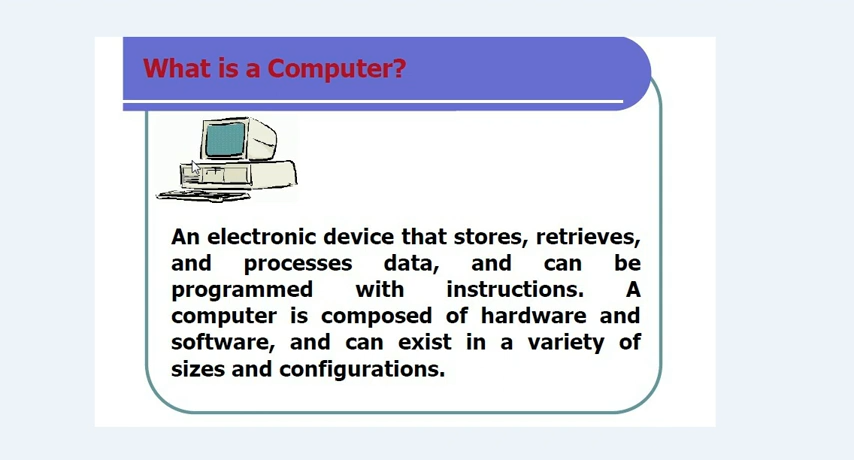 What is a Computer?
An electronic device that stores, retrieves,
and processes data, and can be
programmed with instructions. A
computer is composed of hardware and
software, and can exist in a variety of
sizes and configurations.